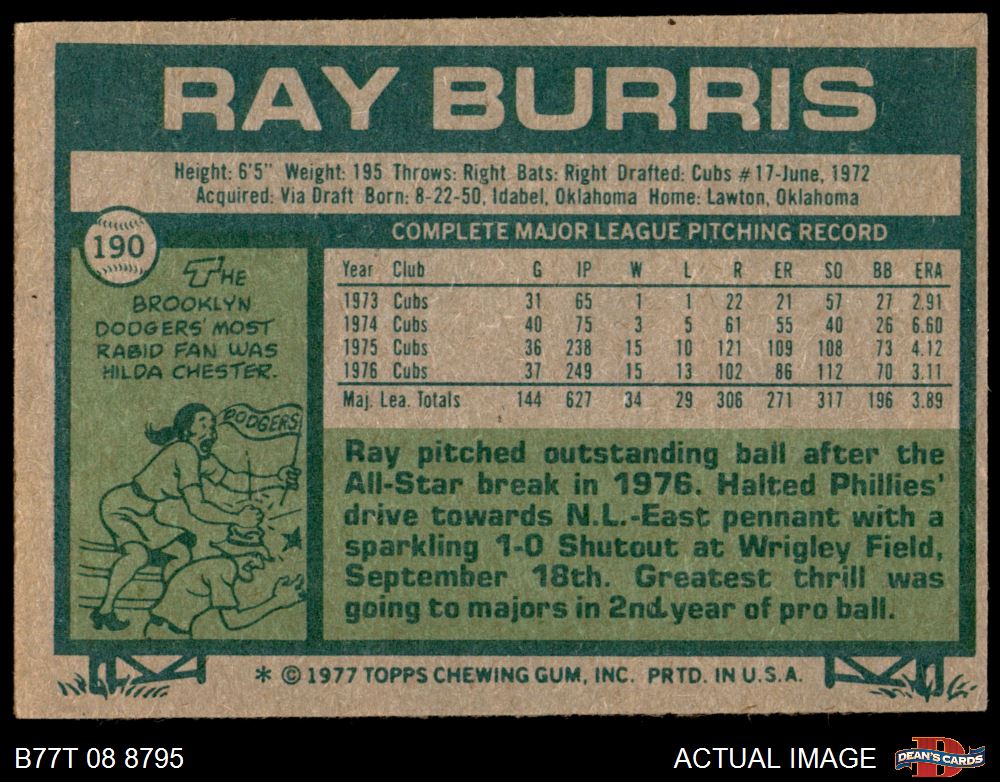 RAY BURRIS
Height: 6'5" Weight: 195 Throws: Right Bats: Right Drafted: Cubs #17-June, 1972
Acquired: Via Draft Born: 8-22-50, Idabel, Oklahoma Home: Lawton, Oklahoma
190
THE
BROOKLYN
DODGERS' MOST
RABID FAN WAS
HILDA CHESTER.
DODGERS
COMPLETE MAJOR LEAGUE PITCHING RECORD
Year Club G IP W L R ER SO BB ERA
1973 Cubs 31 65 1 1 22 21 57 27 2.91
1974 Cubs 40 75 3 5 61 55 40 26 6.60
1975 Cubs 36 238 15 10 121 109 108 73 4.12
1976 Cubs 37 249 15 13 102 86 112 70 3.11
Maj. Lea. Totals 144 627 34 29 306 271 317 196 3.89
Ray pitched outstanding ball after the
All-Star break in 1976. Halted Phillies'
drive towards N.L.-East pennant with a
sparkling 1-0 Shutout at Wrigley Field,
September 18th. Greatest thrill was
going to majors in 2nd year of pro ball.
* © 1977 TOPPS CHEWING GUM, INC. PRTD. IN U.S.A.
B77T 08 8795
ACTUAL IMAGE
D
DEAN'S CARDS